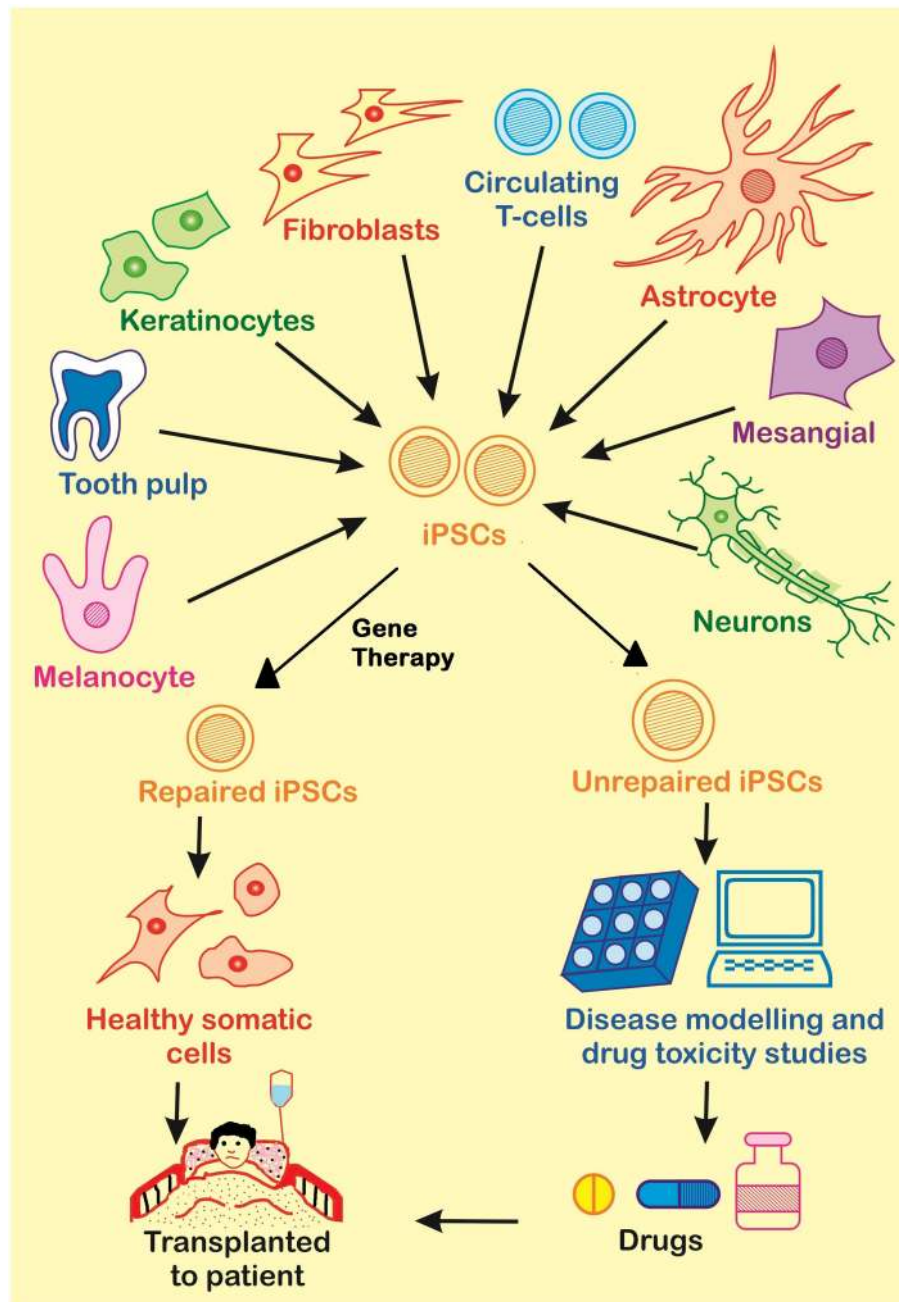 Circulating
T-cells
Fibroblasts
Astrocyte
Keratinocytes
Mesangial
Tooth pulp
iPSCs
Neurons
Gene
Therapy
Melanocyte
Repaired iPSCs
Unrepaired iPSCs
Healthy somatic
cells
Disease modelling and
drug toxicity studies
Transplanted
to patient
Drugs